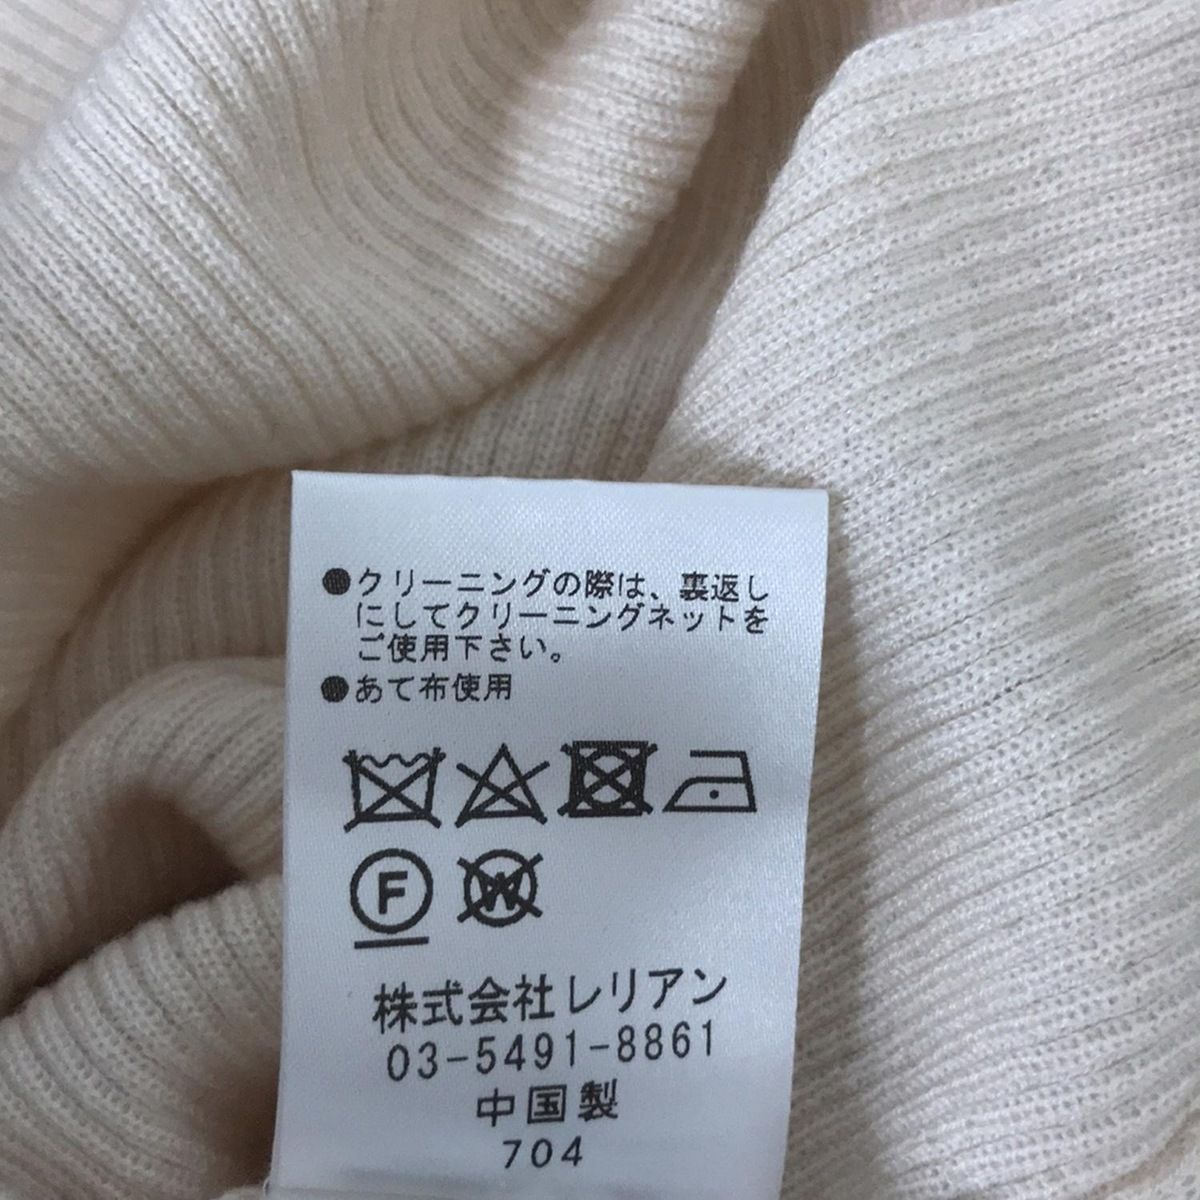 ●クリーニングの際は、裏返し
にしてクリーニングネットを
ご使用下さい。
●あて布使用
F W
株式会社レリアン
03-5491-8861
中国製
704